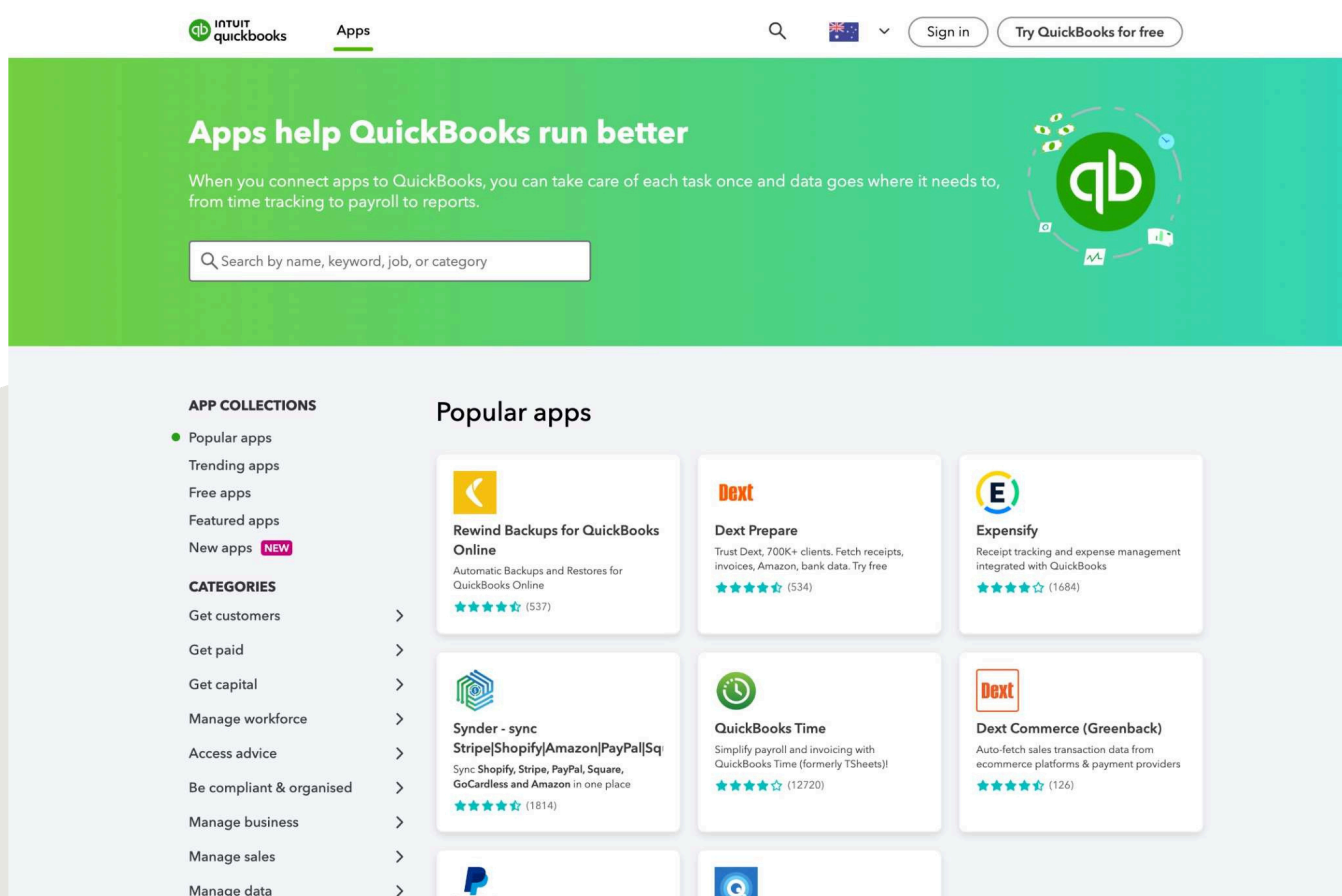 qb INTUIT
quickbooks
Apps
Sign in
Try QuickBooks for free
Apps help QuickBooks run better
When you connect apps to QuickBooks, you can take care of each task once and data goes where it needs to,
from time tracking to payroll to reports.
Search by name, keyword, job, or category
qb
APP COLLECTIONS
Popular apps
Trending apps
Free apps
Featured apps
New apps NEW
CATEGORIES
Get customers
Get paid
Get capital
Manage workforce
Access advice
Be compliant & organised
Manage business
Manage sales
Manage data
Popular apps
Rewind Backups for QuickBooks
Online
Automatic Backups and Restores for
QuickBooks Online
(537)
Dext
Dext Prepare
Trust Dext, 700K+ clients. Fetch receipts,
invoices, Amazon, bank data. Try free
(534)
E
Expensify
Receipt tracking and expense management
integrated with QuickBooks
(1684)
Synder - sync
Stripe|Shopify|Amazon|PayPal|Sq
Sync Shopify, Stripe, PayPal, Square,
GoCardless and Amazon in one place
(1814)
QuickBooks Time
Simplify payroll and invoicing with
QuickBooks Time (formerly TSheets)!
(12720)
Dext
Dext Commerce (Greenback)
Auto-fetch sales transaction data from
ecommerce platforms & payment providers
(126)